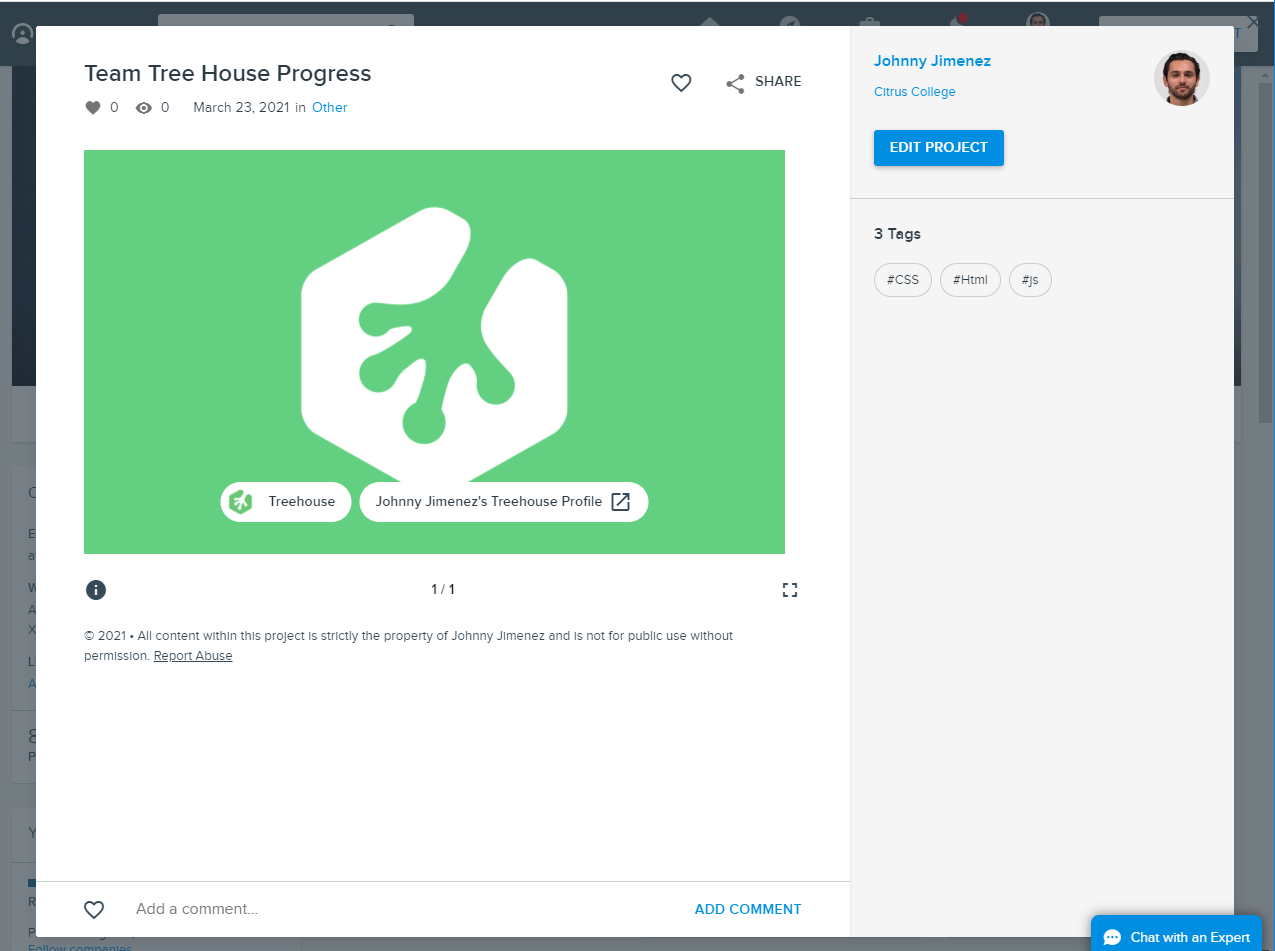 Team Tree House Progress
0 0 March 23, 2021 in Other
SHARE
Treehouse
Johnny Jimenez's Treehouse Profile
1 / 1
© 2021 • All content within this project is strictly the property of Johnny Jimenez and is not for public use without
permission. Report Abuse
Add a comment...
ADD COMMENT
Johnny Jimenez
Citrus College
EDIT PROJECT
3 Tags
#CSS #Html #js
Chat with an Expert